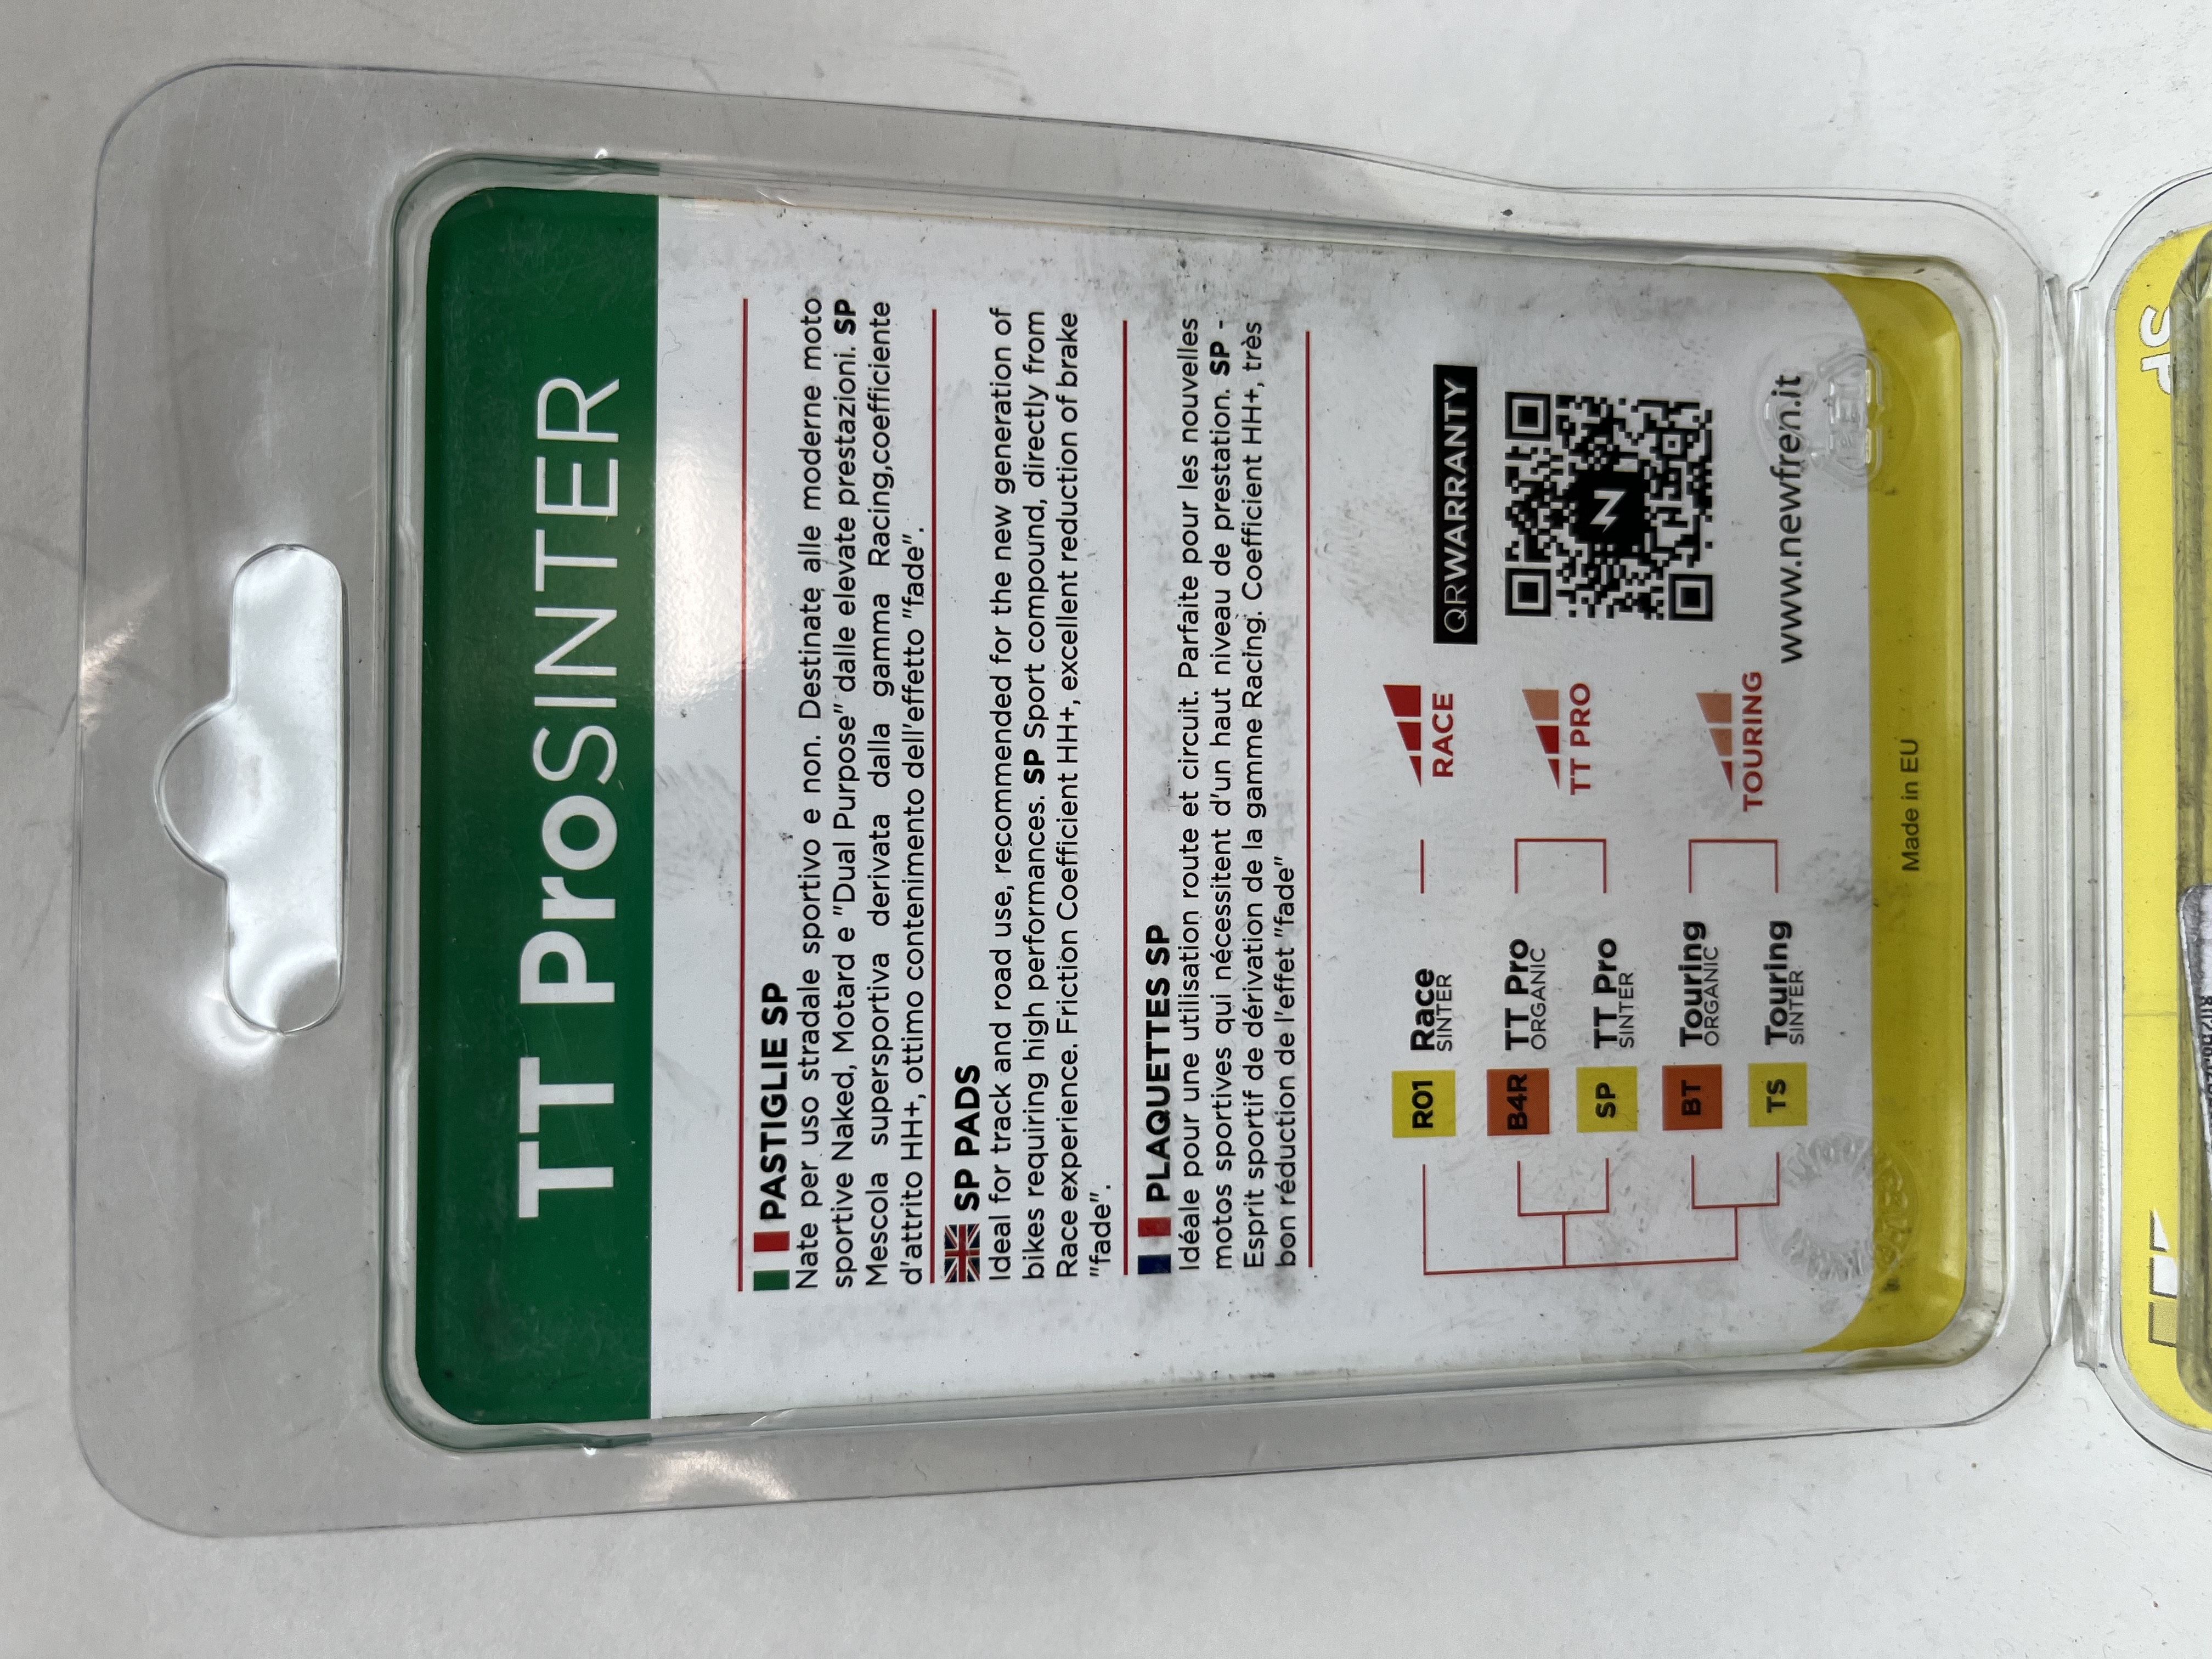 TT ProSINTER
PASTIGLIE SP
Nate per uso stradale sportivo e non. Destinate alle moderne moto
sportive Naked, Motard e "Dual Purpose" dalle elevate prestazioni. SP
Mescola supersportiva derivata dalla gamma Racing,coefficiente
d'attrito HH+, ottimo contenimento dell'effetto "fade".
SP PADS
Ideal for track and road use, recommended for the new generation of
bikes requiring high performances. SP Sport compound, directly from
Race experience. Friction Coefficient HH+, excellent reduction of brake
"fade".
PLAQUETTES SP
Idéale pour une utilisation route et circuit. Parfaite pour les nouvelles
motos sportives qui nécessitent d'un haut niveau de prestation. SP -
Esprit sportif de dérivation de la gamme Racing. Coefficient HH+, très
bon réduction de l'effet "fade"
R01 Race SINTER
RACE
B4R TT Pro ORGANIC
SP TT Pro SINTER
TT PRO
BT Touring ORGANIC
TS Touring SINTER
TOURING
QRWARRANTY
www.newfren.it
Made in EU
SP